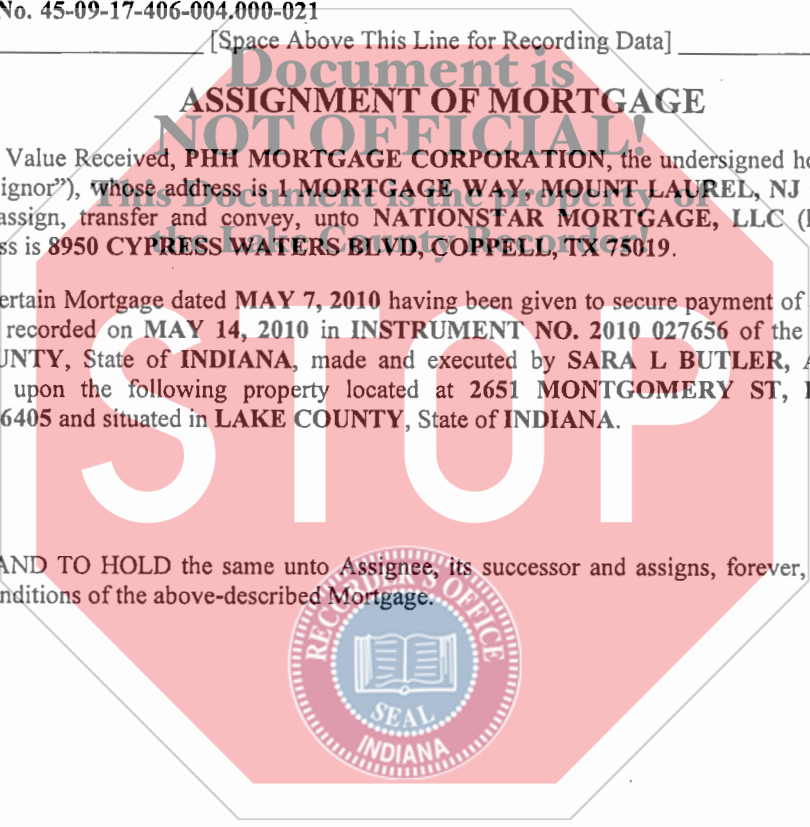 No. 45-09-17-406-004.000-021
[Space Above This Line for Recording Data]
Document is
ASSIGNMENT OF MORTGAGE
NOT OFFICIAL!
Value Received, PHH MORTGAGE CORPORATION, the undersigned ho
ignor”), whose address is 1 MORTGAGE WAY, MOUNT LAUREL, NJ
This Document is the property of
assign, transfer and convey, unto NATIONSTAR MORTGAGE, LLC (
the Lake County Recorder!
ss is 8950 CYPRESS WATERS BLVD, COPPELL, TX 75019.
ertain Mortgage dated MAY 7, 2010 having been given to secure payment of
recorded on MAY 14, 2010 in INSTRUMENT NO. 2010 027656 of the
UNTY, State of INDIANA, made and executed by SARA L BUTLER, A
upon the following property located at 2651 MONTGOMERY ST,
6405 and situated in LAKE COUNTY, State of INDIANA.
STOP
AND TO HOLD the same unto Assignee, its successor and assigns, forever,
nditions of the above-described Mortgage.
RECORDER'S OFFICE
SEAL
INDIANA